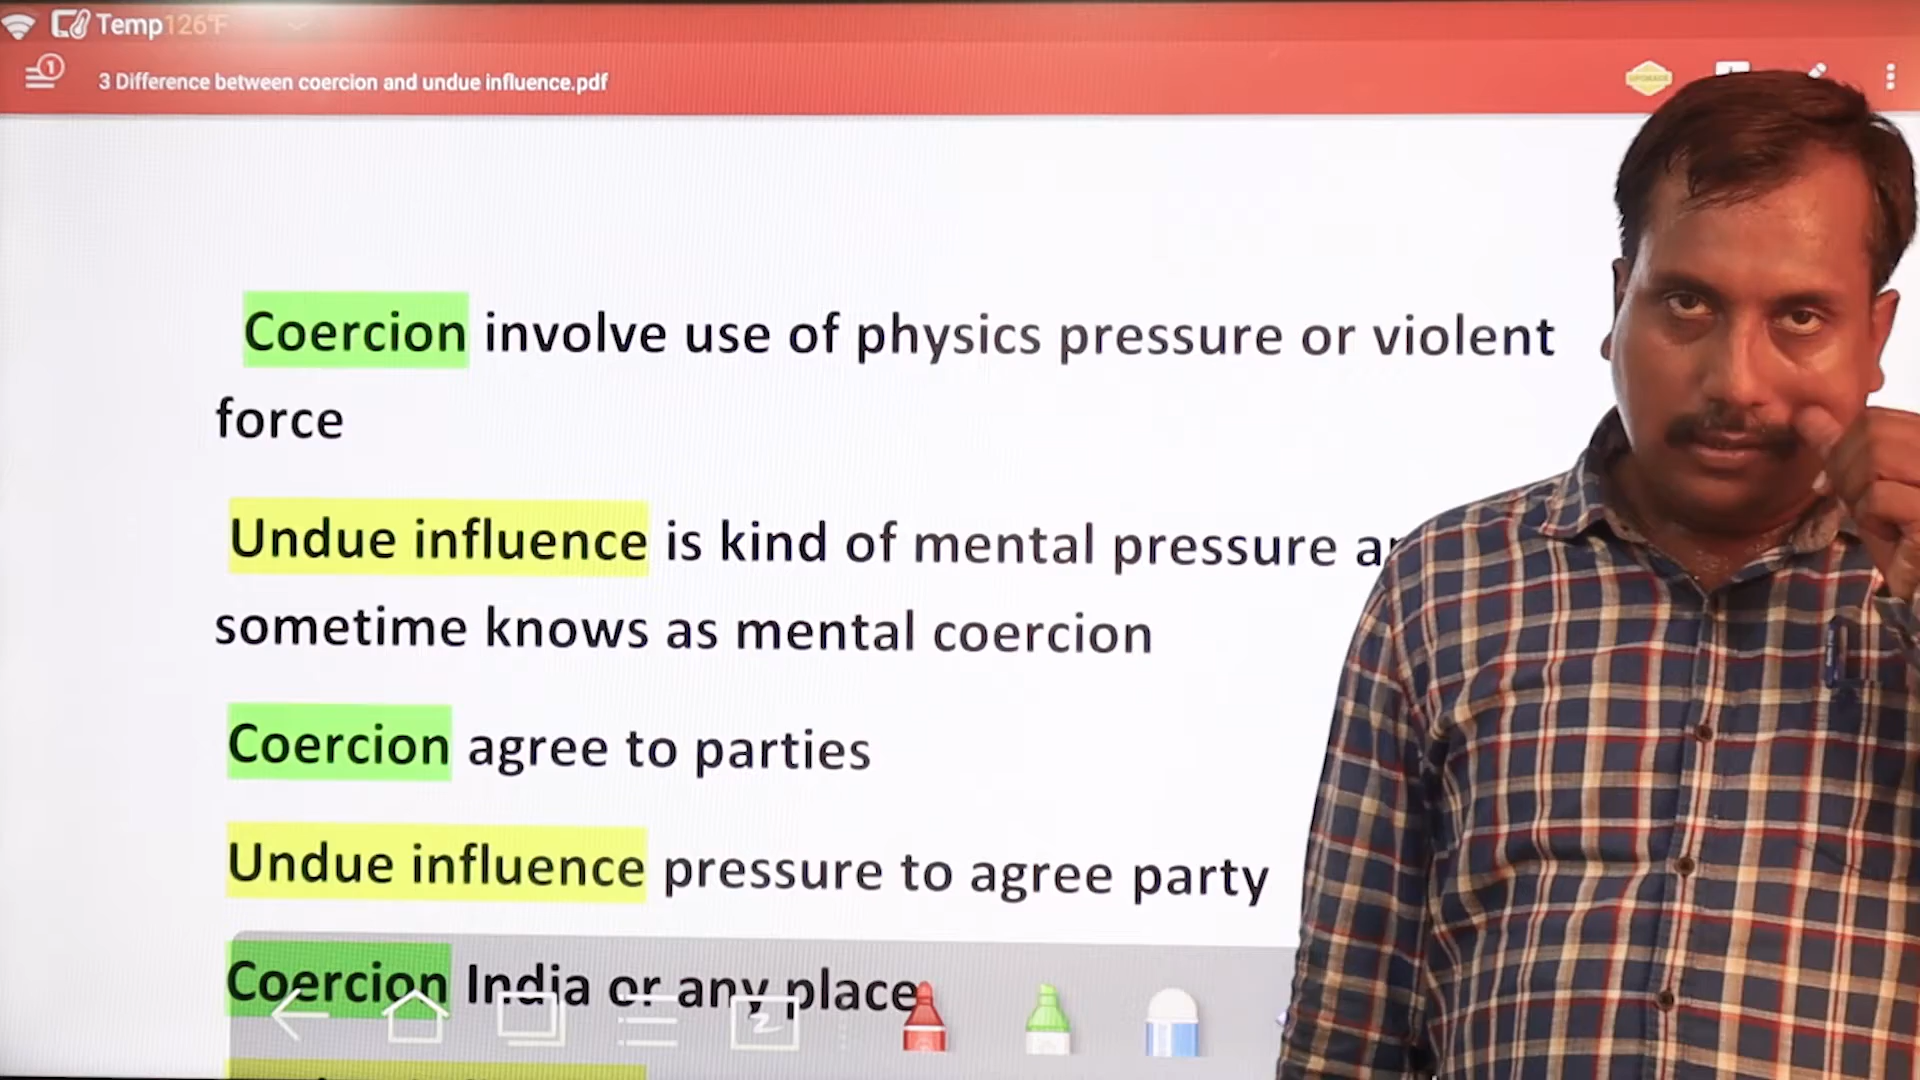 Temp126°F
1
3 Difference between coercion and undue influence.pdf
UPGRADE
Coercion involve use of physics pressure or violent
force
Undue influence is kind of mental pressure
sometime knows as mental coercion
Coercion agree to parties
Undue influence pressure to agree party
Coercion India or any place